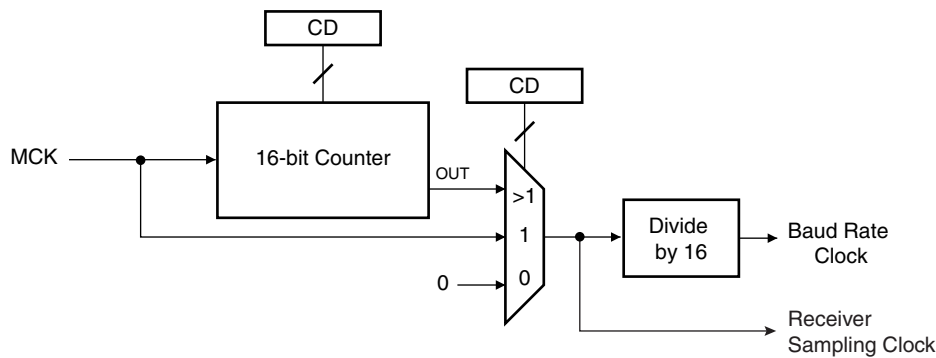 CD
CD
MCK
16-bit Counter
OUT
>1
1
0
0
Divide
by 16
Baud Rate
Clock
Receiver
Sampling Clock